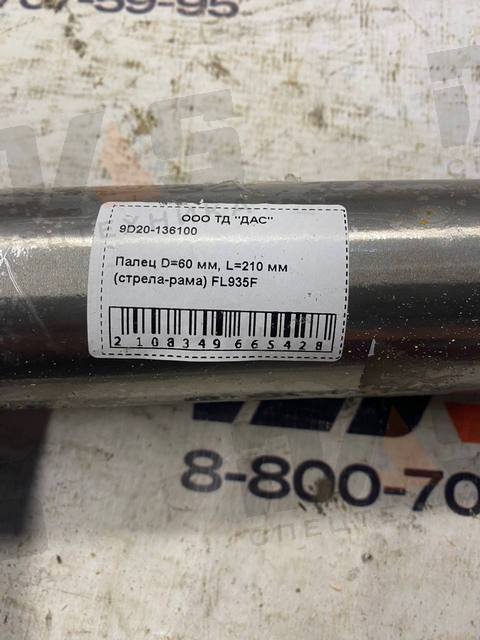 ООО ТД "ДАС"
9D20-136100
Палец D=60 мм, L=210 мм
(стрела-рама) FL935F
2108349665428
8-800-70